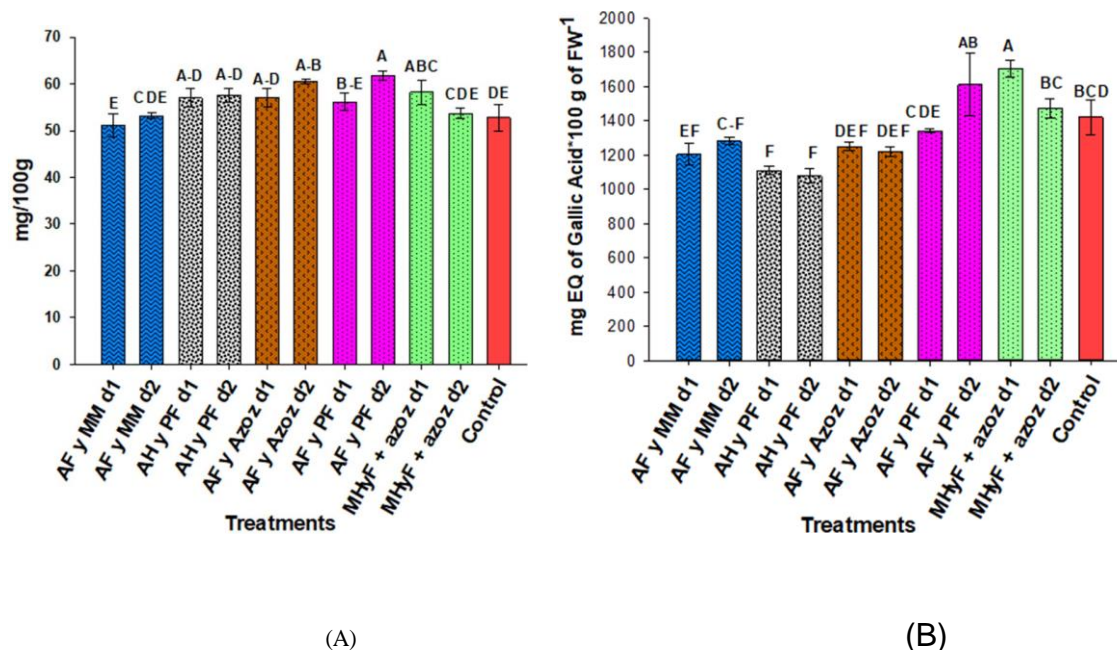 70
60
50
40
30
20
10
0
mg/100g
E
C DE
A-D
A-D
A-D
A-B
B-E
A
ABC
CDE
DE
AF y MM d1
AF y MM d2
AH y PF d1
AH y PF d2
AF y Azoz d1
AF y Azoz d2
AF y PF d1
AF y PF d2
MHyF + azoz d1
MHyF + azoz d2
Control
Treatments
(A)
2000
1800
1600
1400
1200
1000
800
600
400
200
0
mg EQ of Gallic Acid*100 g of FW-1
EF
C-F
F
F
DEF
DEF
C DE
AB
A
BC
BCD
AF y MM d1
AF y MM d2
AH y PF d1
AH y PF d2
AF y Azoz d1
AF y Azoz d2
AF y PF d1
AF y PF d2
MHyF + azoz d1
MHyF + azoz d2
Control
Treatments
(B)